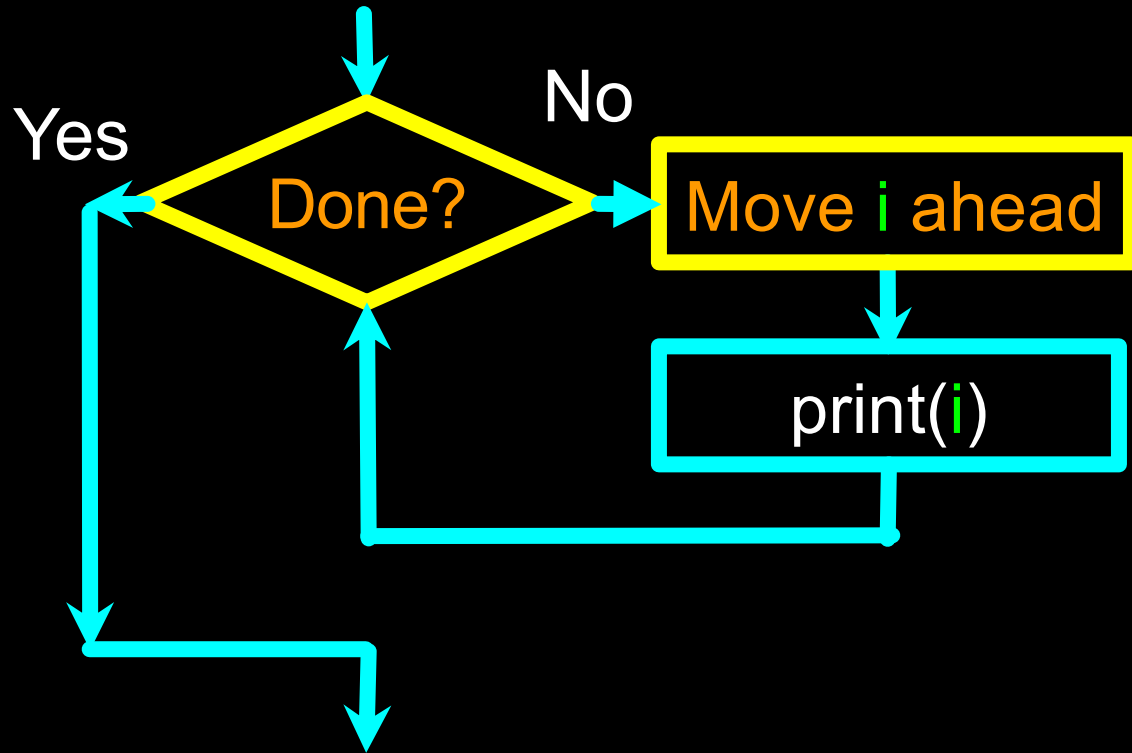 No
Yes
Done?
Move i ahead
print(i)